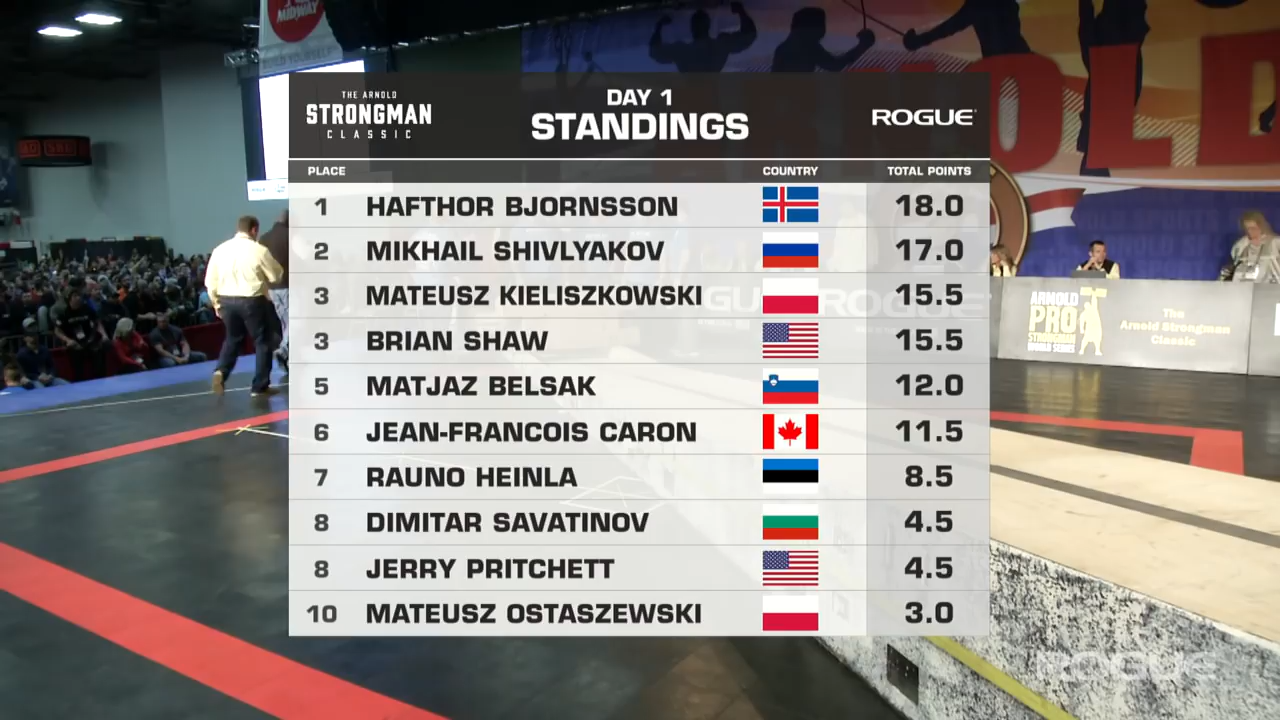 MIDWAY
THE ARNOLD
STRONGMAN
CLASSIC
DAY 1
STANDINGS
ROGUE
PLACE COUNTRY TOTAL POINTS
1 HAFTHOR BJORNSSON 18.0
2 MIKHAIL SHIVLYAKOV 17.0
3 MATEUSZ KIELISZKOWSKI 15.5
3 BRIAN SHAW 15.5
5 MATJAZ BELSAK 12.0
6 JEAN-FRANCOIS CARON 11.5
7 RAUNO HEINLA 8.5
8 DIMITAR SAVATINOV 4.5
8 JERRY PRITCHETT 4.5
10 MATEUSZ OSTASZEWSKI 3.0
ARNOLD
PRO
STRONGMAN
WORLD SERIES
The
Arnold Strongman
Classic
ROGUE